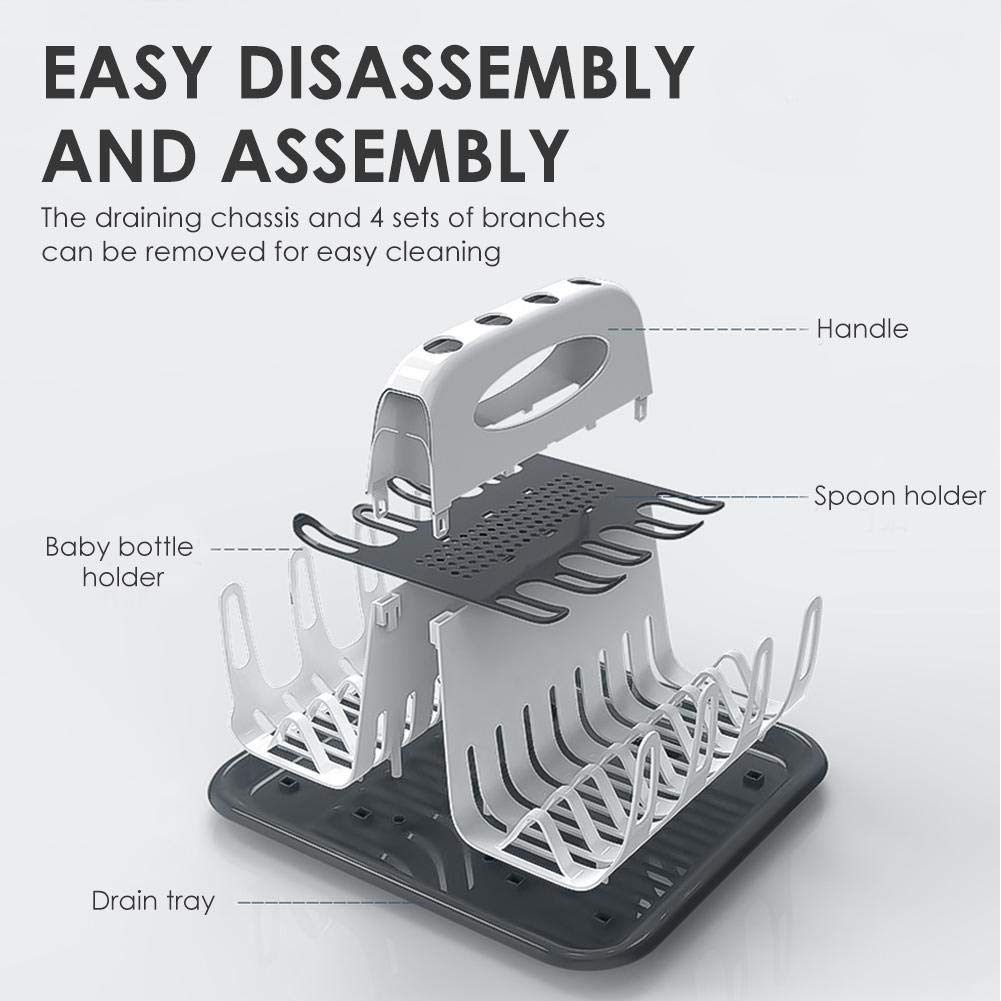 EASY DISASSEMBLY
AND ASSEMBLY
The draining chassis and 4 sets of branches
can be removed for easy cleaning
Handle
Spoon holder
Baby bottle
holder
Drain tray